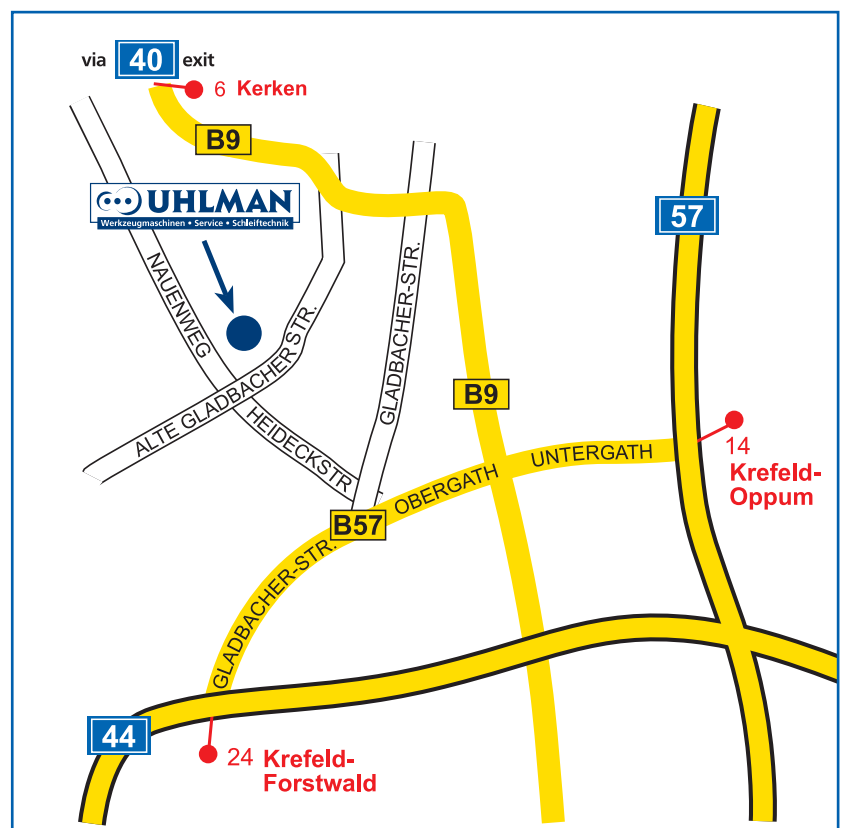 via 40 exit
6 Kerken
B9
UHLMAN
Werkzeugmaschinen • Service • Schleiftechnik
57
NAUENWEG
GLADBACHER-STR.
ALTE GLADBACHER STR.
B9
HEIDECKSTR
14
Krefeld-
Oppum
UNTERGATH
OBERGATH
B57
GLADBACHER-STR.
44
24 Krefeld-
Forstwald